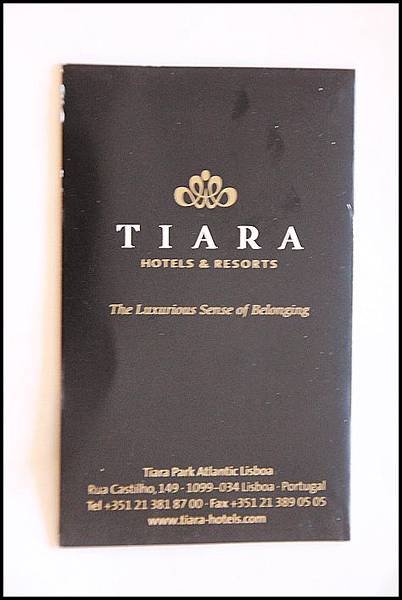 TIARA
HOTELS & RESORTS
The Luxurious Sense of Belonging
Tiara Park Atlantic Lisboa
Rua Castilho, 149 · 1099-034 Lisboa · Portugal
Tel +351 21 381 87 00 · Fax +351 21 389 05 05
www.tiara-hotels.com